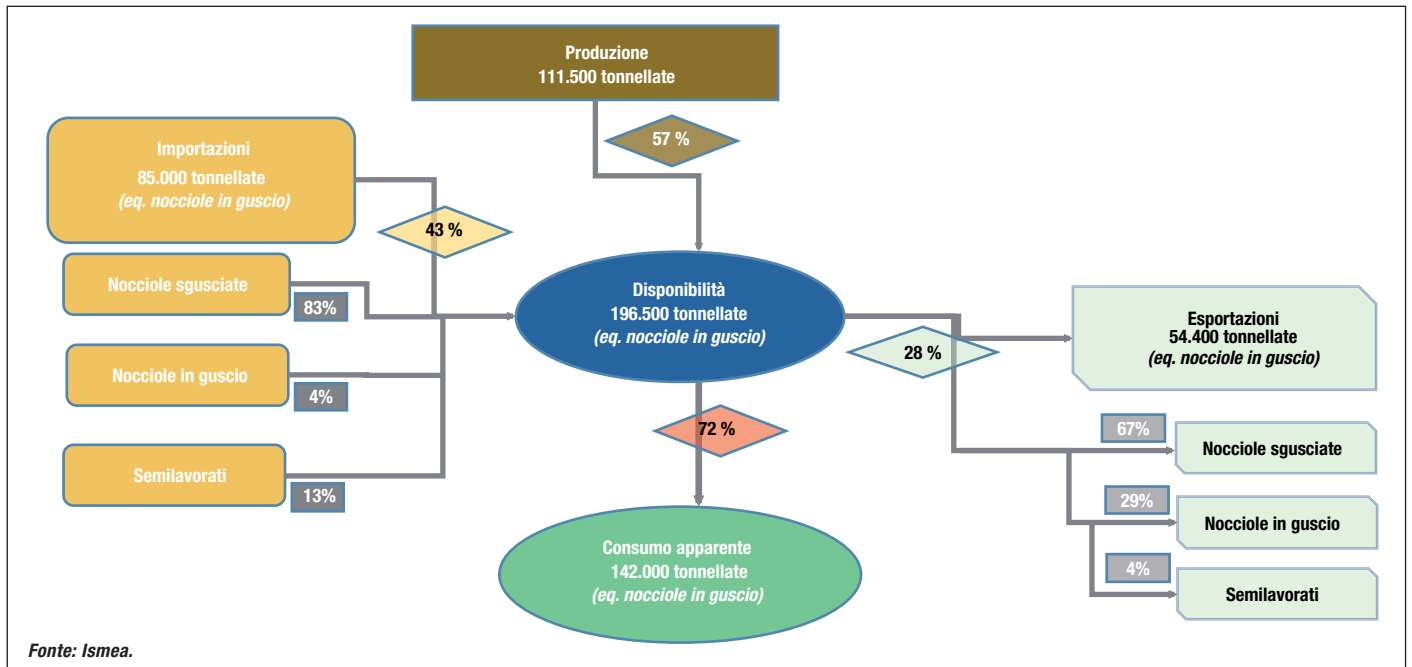 Produzione
111.500 tonnellate
57 %
Importazioni
85.000 tonnellate
(eq. nocciole in guscio)
43 %
Nocciole sgusciate
83%
Nocciole in guscio
4%
Semilavorati
13%
Disponibilità
196.500 tonnellate
(eq. nocciole in guscio)
28 %
72 %
Esportazioni
54.400 tonnellate
(eq. nocciole in guscio)
67%
Nocciole sgusciate
29%
Nocciole in guscio
4%
Semilavorati
Consumo apparente
142.000 tonnellate
(eq. nocciole in guscio)
Fonte: Ismea.